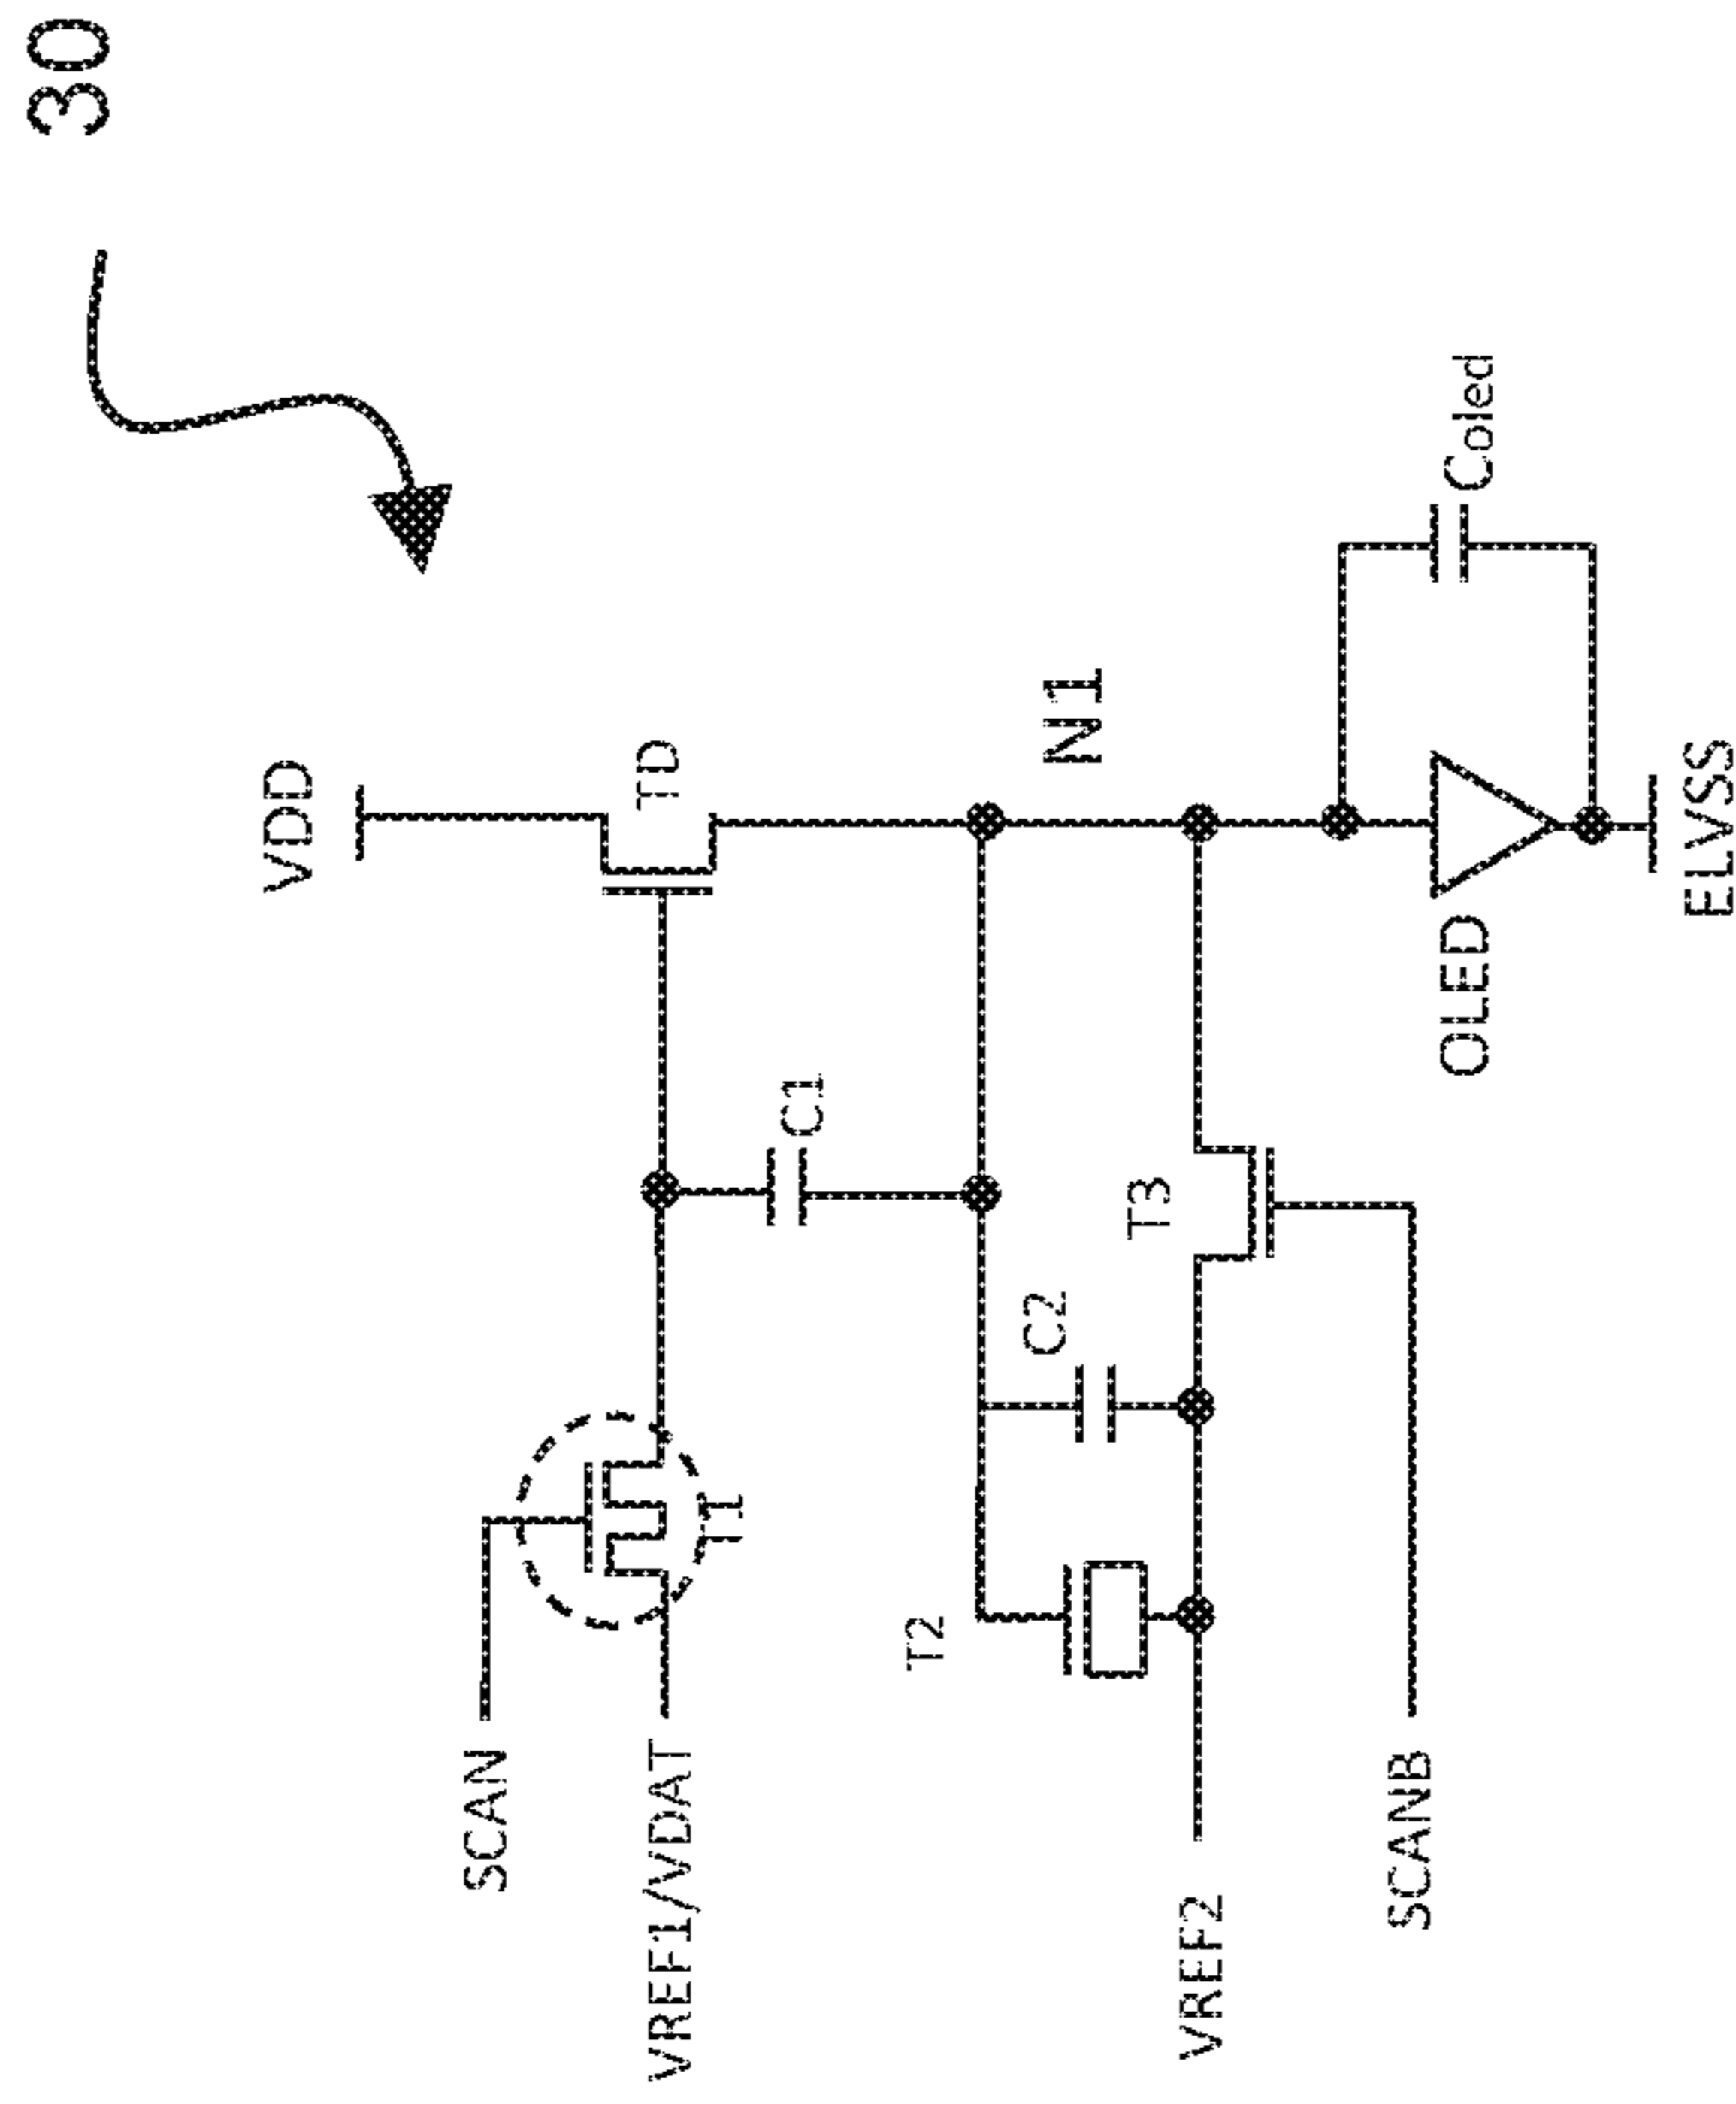 30
VDD
TD
SCAN
VREF1/VDAT
T1
C1
N1
T2
C2
T3
VREF2
SCANB
OLED
Coled
ELVSS